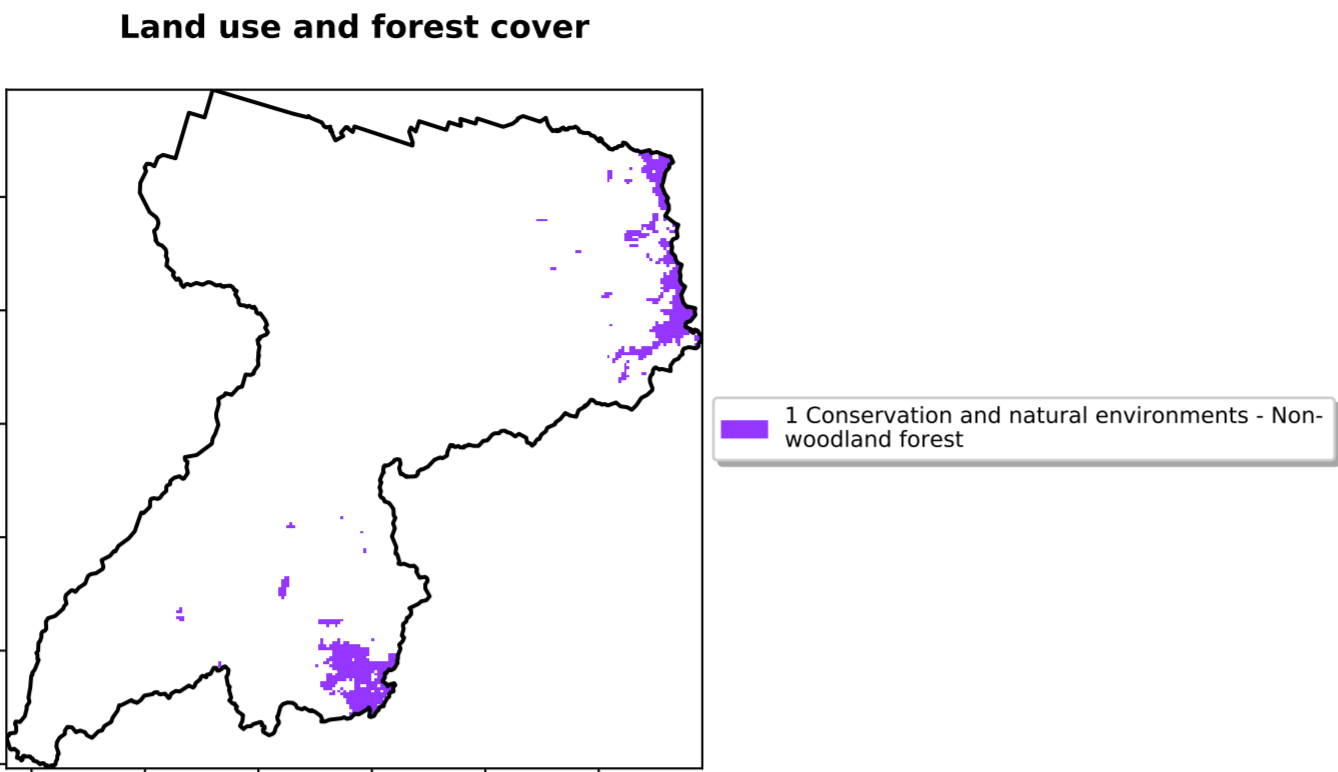 Land use and forest cover
1 Conservation and natural environments - Non-
woodland forest